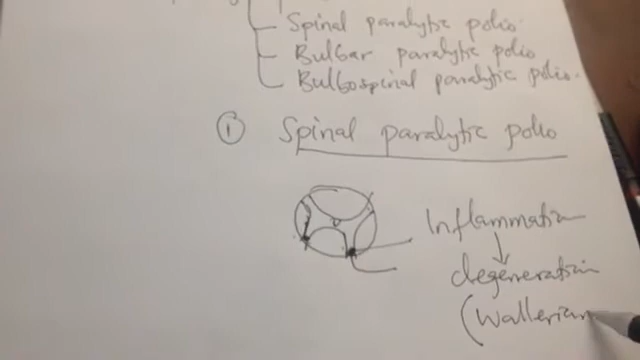 Spinal paralytic polio
Bulbar paralytic polio
Bulbospinal paralytic polio.
① Spinal paralytic polio
Inflammation
degeneration
(Wallerian